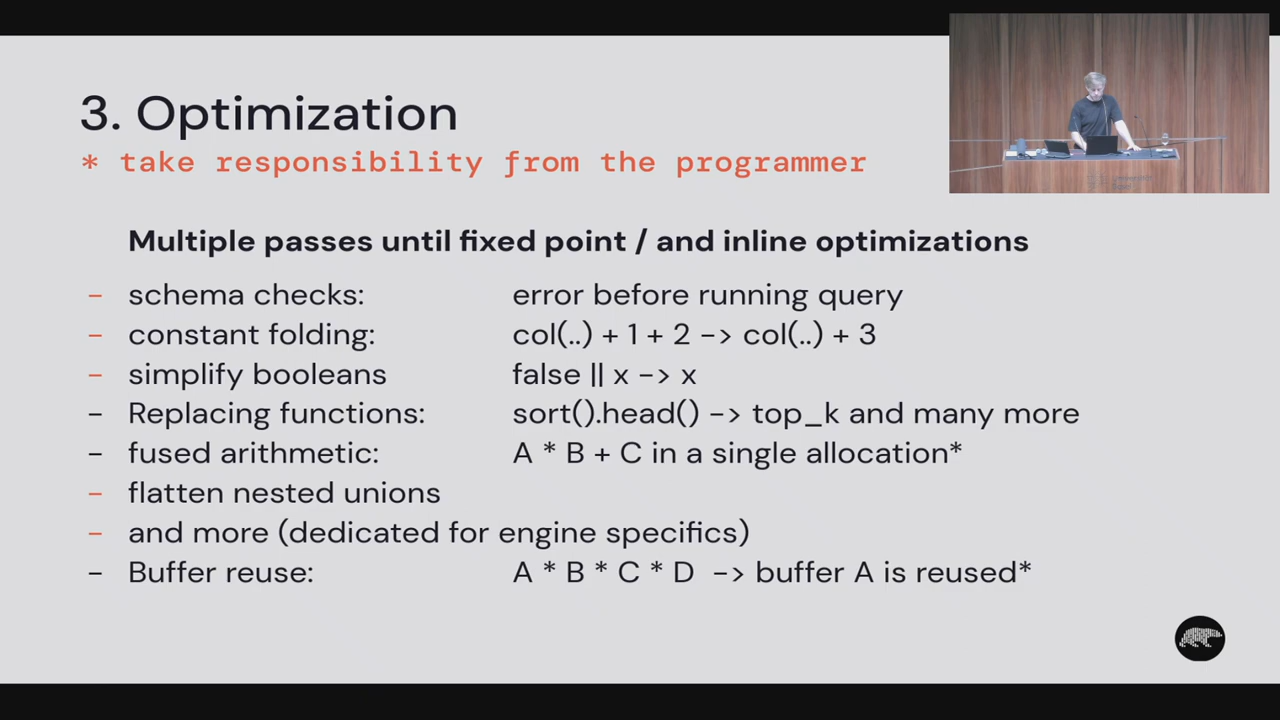 3. Optimization
* take responsibility from the programmer
Multiple passes until fixed point / and inline optimizations
- schema checks: error before running query
- constant folding: col(..) + 1 + 2 -> col(..) + 3
- simplify booleans false || x -> x
- Replacing functions: sort().head() -> top_k and many more
- fused arithmetic: A * B + C in a single allocation*
- flatten nested unions
- and more (dedicated for engine specifics)
- Buffer reuse: A * B * C * D -> buffer A is reused*